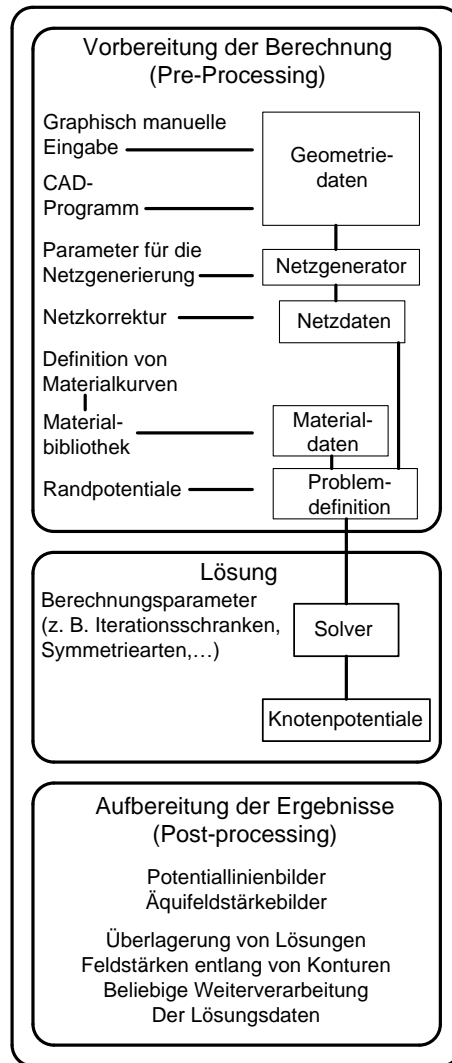 Vorbereitung der Berechnung
(Pre-Processing)
Graphisch manuelle
Eingabe
Geometrie-
daten
CAD-
Programm
Parameter für die
Netzgenerierung
Netzgenerator
Netzkorrektur
Netzdaten
Definition von
Materialkurven
Material-
bibliothek
Material-
daten
Randpotentiale
Problem-
definition
Lösung
Berechnungsparameter
(z. B. Iterationsschranken,
Symmetriearten,…)
Solver
Knotenpotentiale
Aufbereitung der Ergebnisse
(Post-processing)
Potentiallinienbilder
Äquifeldstärkebilder
Überlagerung von Lösungen
Feldstärken entlang von Konturen
Beliebige Weiterverarbeitung
Der Lösungsdaten